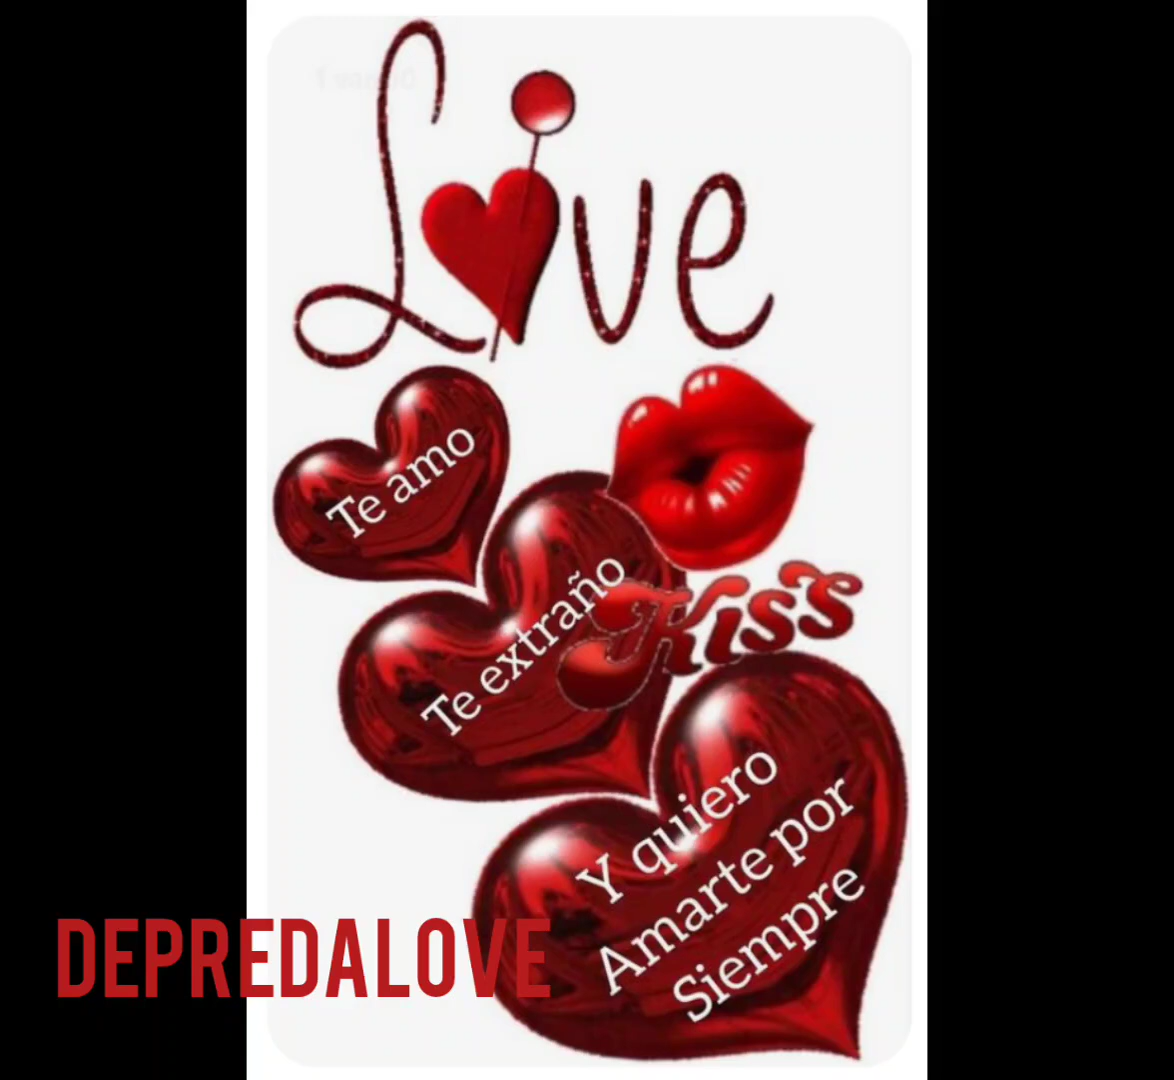 Love
Te amo
Te extraño
Kiss
Y quiero
Amarte por
Siempre
DEPREDALOVE